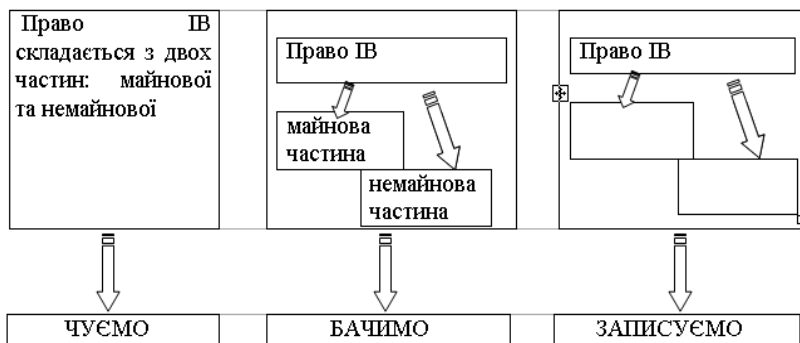 Право ІВ
складається з двох
частин: майнової
та немайнової
Право ІВ
майнова
частина
немайнова
частина
Право ІВ
ЧУЄМО
БАЧИМО
ЗАПИСУЄМО